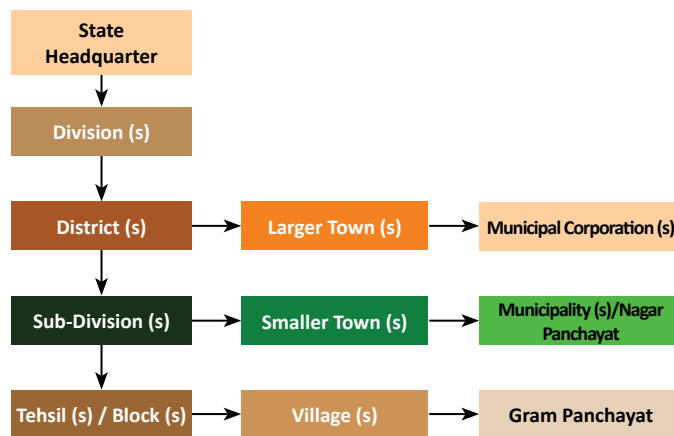 State
Headquarter
Division (s)
District (s)
Larger Town (s)
Municipal Corporation (s)
Sub-Division (s)
Smaller Town (s)
Municipality (s)/Nagar
Panchayat
Tehsil (s) / Block (s)
Village (s)
Gram Panchayat